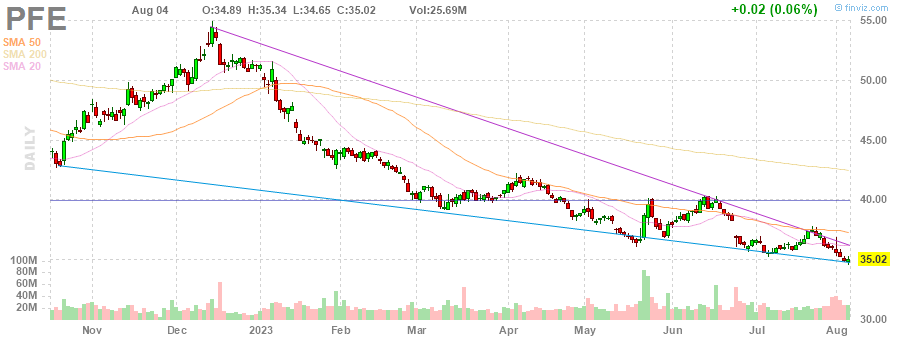 PFE Aug 04 O:34.89 H:35.34 L:34.65 C:35.02 Vol:25.69M +0.02 (0.06%) © finviz.com
SMA 50
SMA 200
SMA 20
DAILY
55.00
50.00
45.00
40.00
35.02
30.00
100M
80M
60M
40M
20M
Nov Dec 2023 Feb Mar Apr May Jun Jul Aug